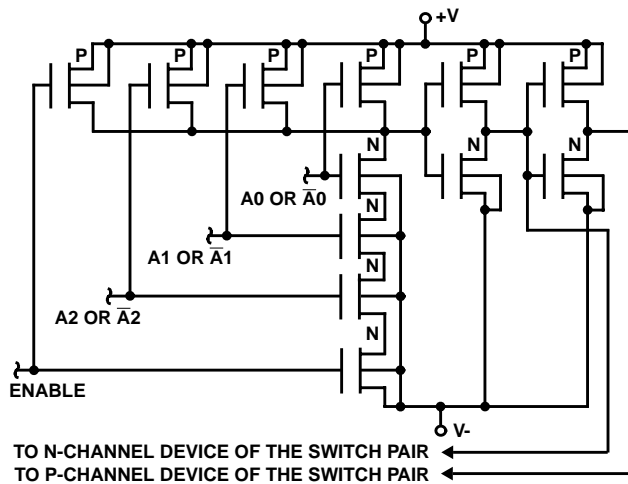 +V
P
P
P
P
P
P
N
N
A0 OR A̅0
N
A1 OR A̅1
N
A2 OR A̅2
N
ENABLE
V-
TO N-CHANNEL DEVICE OF THE SWITCH PAIR
TO P-CHANNEL DEVICE OF THE SWITCH PAIR